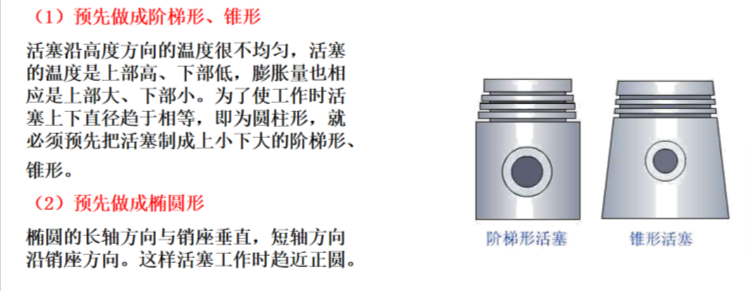 （1）预先做成阶梯形、锥形
活塞沿高度方向的温度很不均匀，活塞
的温度是上部高、下部低，膨胀量也相
应是上部大、下部小。为了使工作时活
塞上下直径趋于相等，即为圆柱形，就
必须预先把活塞制成上小下大的阶梯形、
锥形。
（2）预先做成椭圆形
椭圆的长轴方向与销座垂直，短轴方向
沿销座方向。这样活塞工作时趋近正圆。
阶梯形活塞
锥形活塞